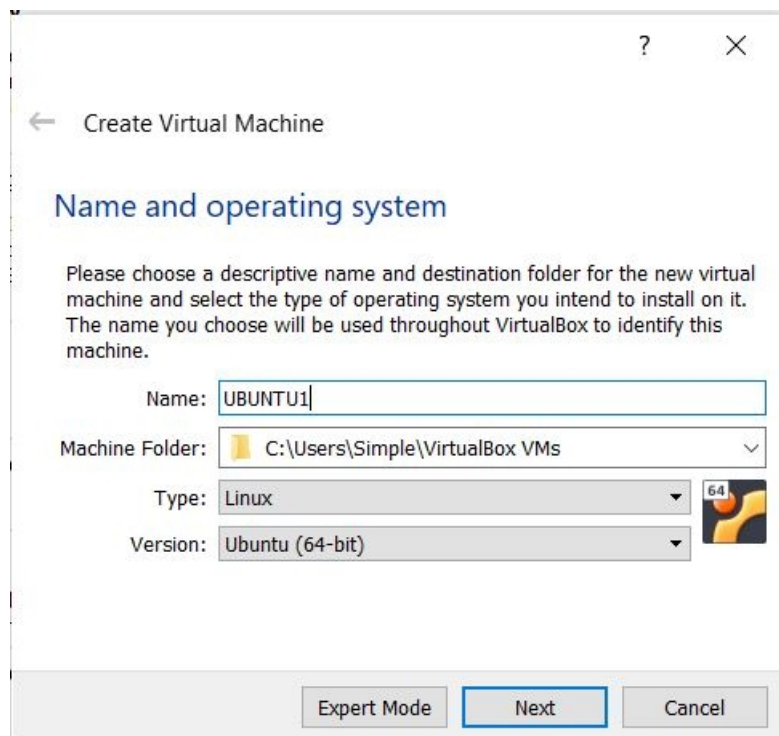 ?
Create Virtual Machine
Name and operating system
Please choose a descriptive name and destination folder for the new virtual
machine and select the type of operating system you intend to install on it.
The name you choose will be used throughout VirtualBox to identify this
machine.
Name: UBUNTU1
Machine Folder: C:\Users\Simple\VirtualBox VMs
Type: Linux
64
Version: Ubuntu (64-bit)
Expert Mode Next Cancel